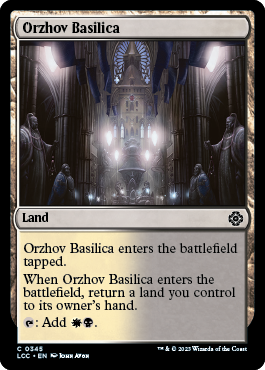 Orzhov Basilica
Land
Orzhov Basilica enters the battlefield
tapped.
When Orzhov Basilica enters the
battlefield, return a land you control
to its owner's hand.
: Add .
C 0345
LCC • EN John Avon
™ & © 2023 Wizards of the Coast